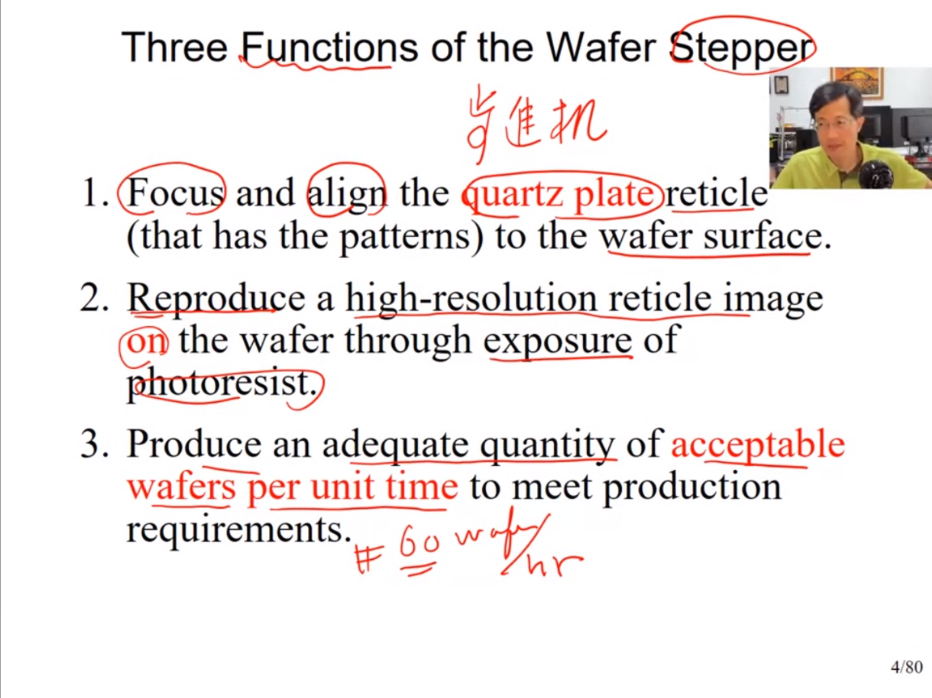 Three Functions of the Wafer Stepper
步進机
1. Focus and align the quartz plate reticle
(that has the patterns) to the wafer surface.
2. Reproduce a high-resolution reticle image
on the wafer through exposure of
photoresist.
3. Produce an adequate quantity of acceptable
wafers per unit time to meet production
requirements.
# 60 wafer/hr
4/80